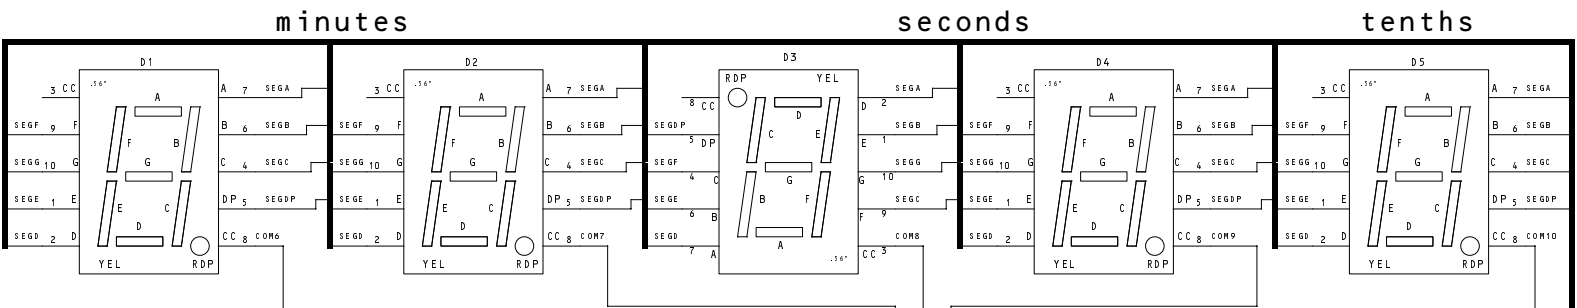 minutes seconds tenths
D1 D2 D3 D4 D5
.56" .56" RDP YEL .56" .56"
3 CC A 7 SEGA 3 CC A 7 SEGA 8 CC D 2 SEGA 3 CC A 7 SEGA 3 CC A 7 SEGA
A A D A A
SEGF 9 F B 6 SEGB SEGF 9 F B 6 SEGB SEGDP 5 DP E 1 SEGB SEGF 9 F B 6 SEGB SEGF 9 F B 6 SEGB
F B F B C E F B F B
SEGG 10 G C 4 SEGC SEGG 10 G C 4 SEGC SEGF 4 C G 10 SEGG SEGG 10 G C 4 SEGC SEGG 10 G C 4 SEGC
G G G G G
SEGE 1 E DP 5 SEGDP SEGE 1 E DP 5 SEGDP SEGE 6 B F 9 SEGC SEGE 1 E DP 5 SEGDP SEGE 1 E DP 5 SEGDP
E C E C B F E C E C
D D A D D
SEGD 2 D CC 8 COM6 SEGD 2 D CC 8 COM7 SEGD 7 A CC 3 COM8 SEGD 2 D CC 8 COM9 SEGD 2 D CC 8 COM10
YEL RDP YEL RDP .56" YEL RDP YEL RDP